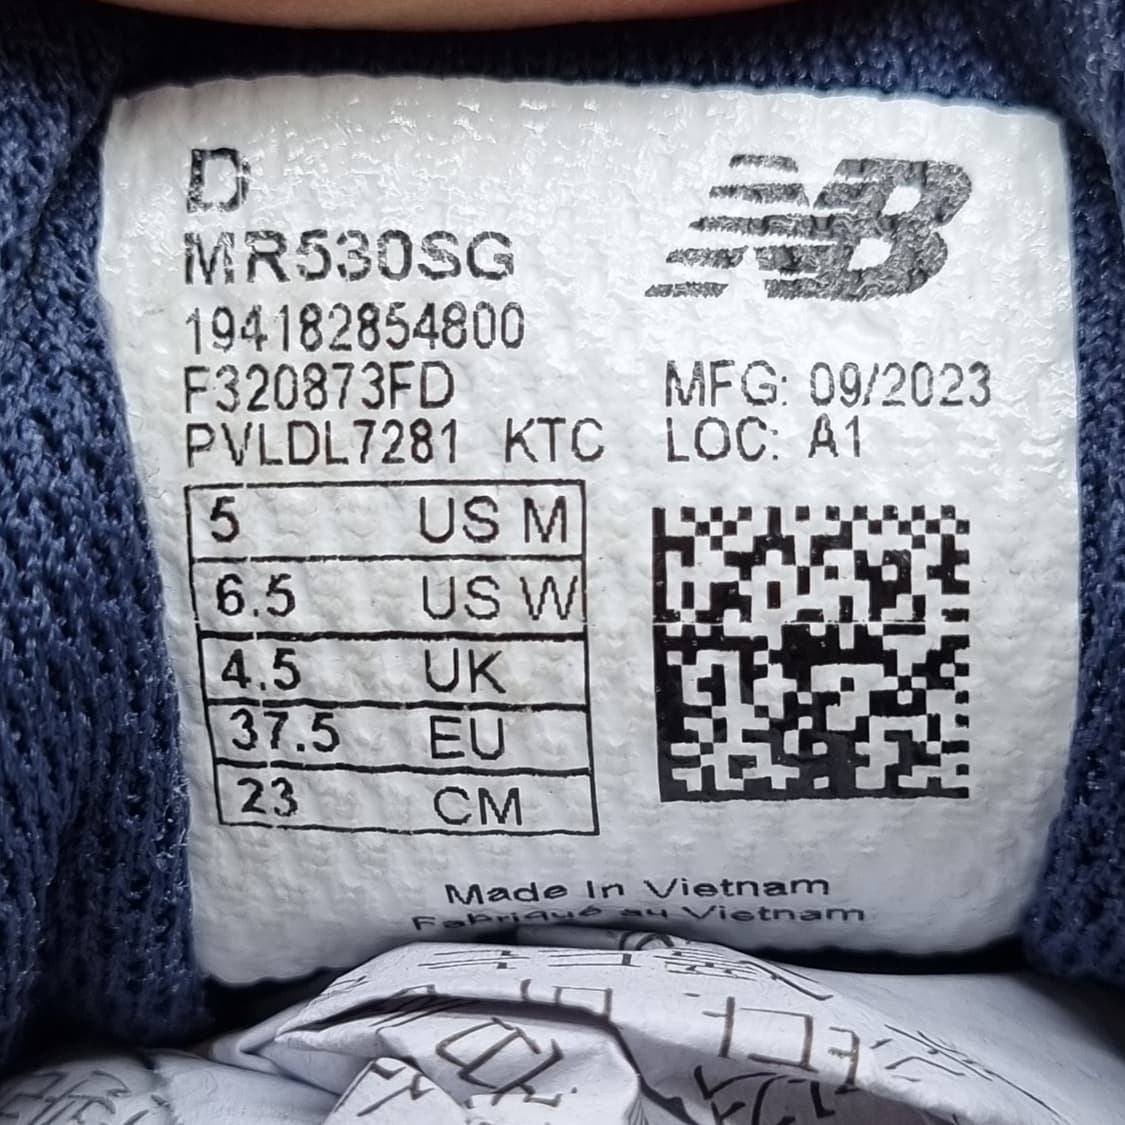 D
NB
MR530SG
194182854800
F320873FD
MFG: 09/2023
PVLDL7281 KTC
LOC: A1
5 US M
6.5 US W
4.5 UK
37.5 EU
23 CM
Made In Vietnam
Fabriqué au Vietnam